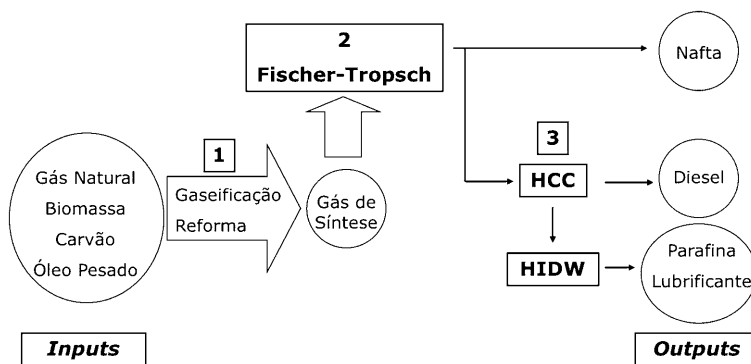 2
Fischer-Tropsch
Nafta
1
3
Gás Natural
Biomassa
Carvão
Óleo Pesado
Gaseificação
Reforma
Gás de
Síntese
HCC
Diesel
HIDW
Parafina
Lubrificante
Inputs
Outputs